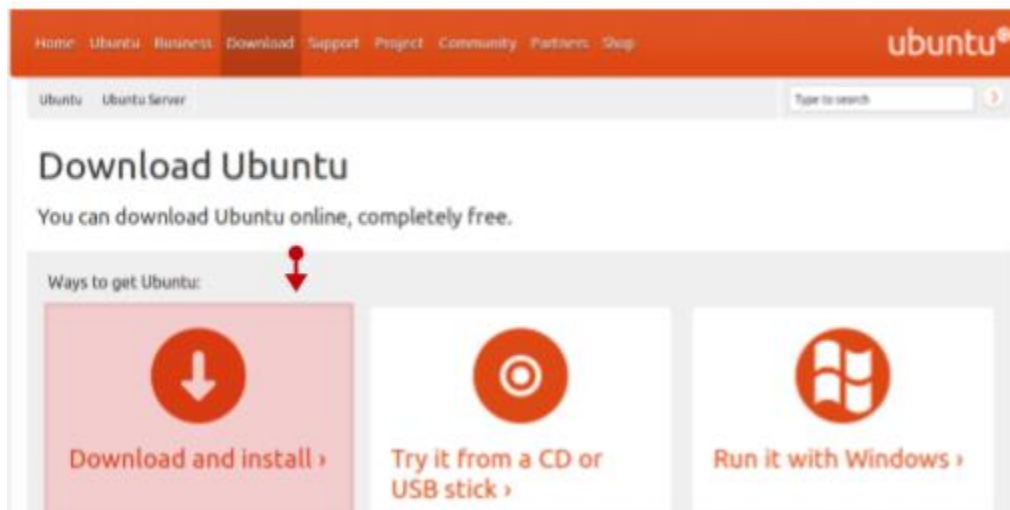 Home Ubuntu Business Download Support Project Community Partners Shop
ubuntu®
Ubuntu Ubuntu Server
Type to search
Download Ubuntu
You can download Ubuntu online, completely free.
Ways to get Ubuntu:
Download and install ›
Try it from a CD or
USB stick ›
Run it with Windows ›